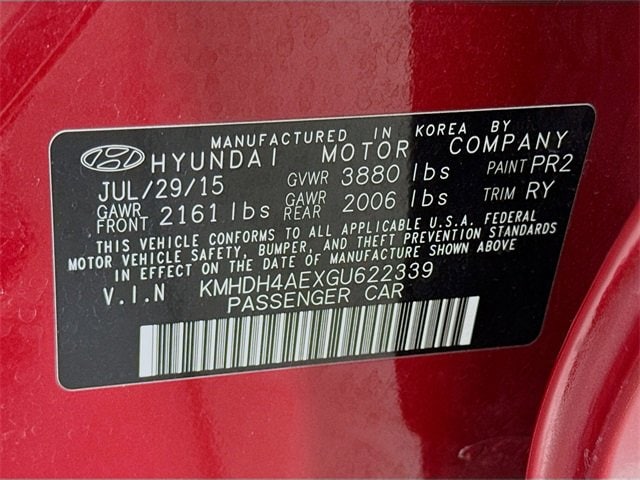 MANUFACTURED IN KOREA BY
HYUNDAI MOTOR COMPANY
JUL/29/15 GVWR 3880 lbs PAINT PR2
GAWR FRONT 2161 lbs GAWR REAR 2006 lbs TRIM RY
THIS VEHICLE CONFORMS TO ALL APPLICABLE U.S.A. FEDERAL
MOTOR VEHICLE SAFETY, BUMPER, AND THEFT PREVENTION STANDARDS
IN EFFECT ON THE DATE OF MANUFACTURE SHOWN ABOVE
V.I.N KMHDH4AEXGU622339
PASSENGER CAR